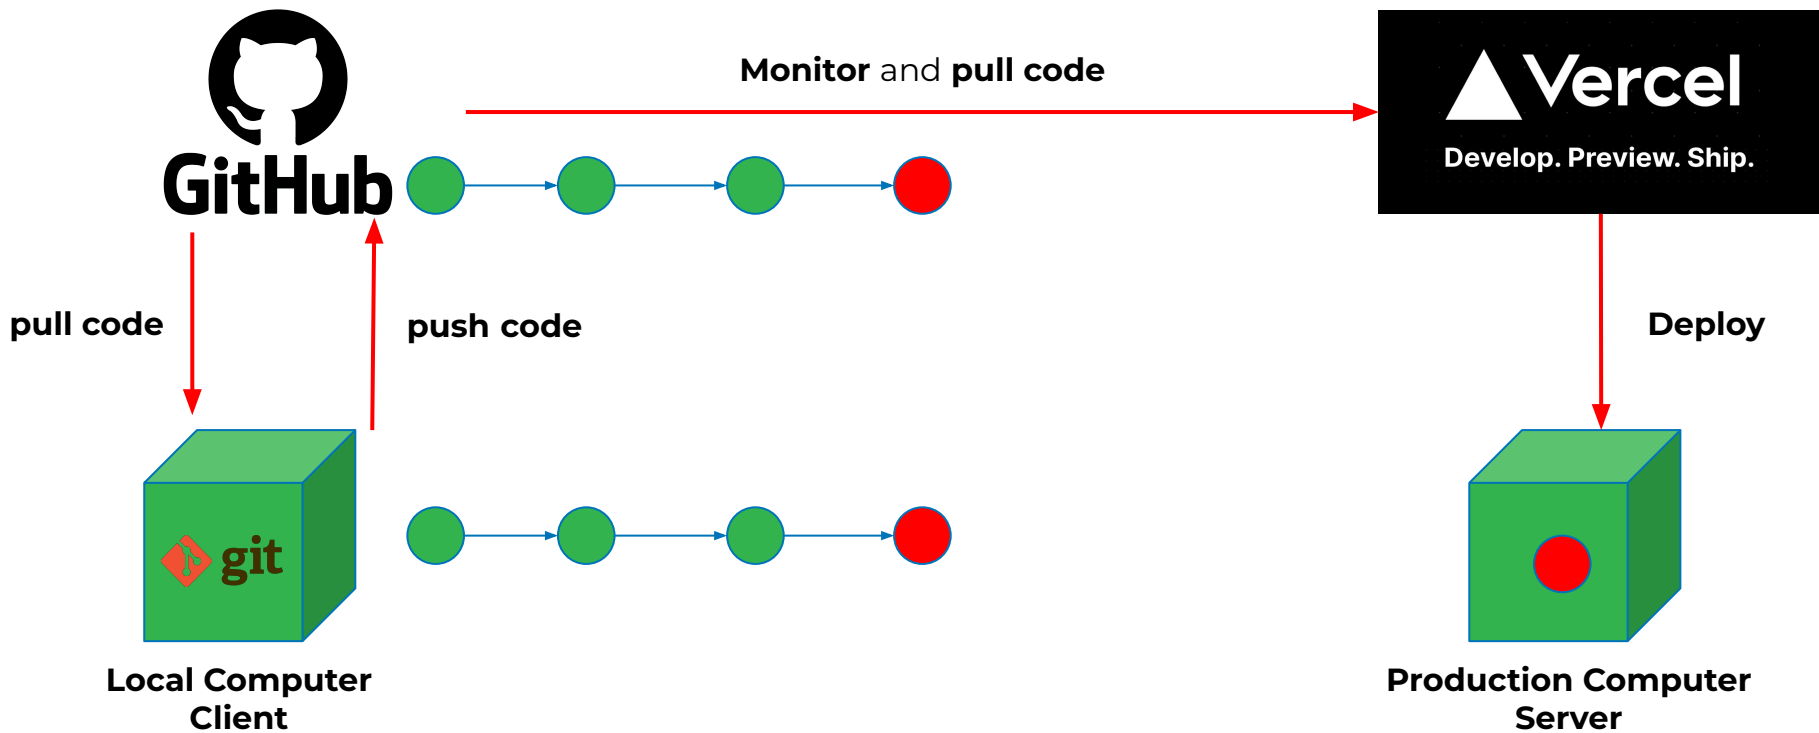 Monitor and pull code
Vercel
Develop. Preview. Ship.
GitHub
pull code
push code
Deploy
git
Local Computer
Client
Production Computer
Server